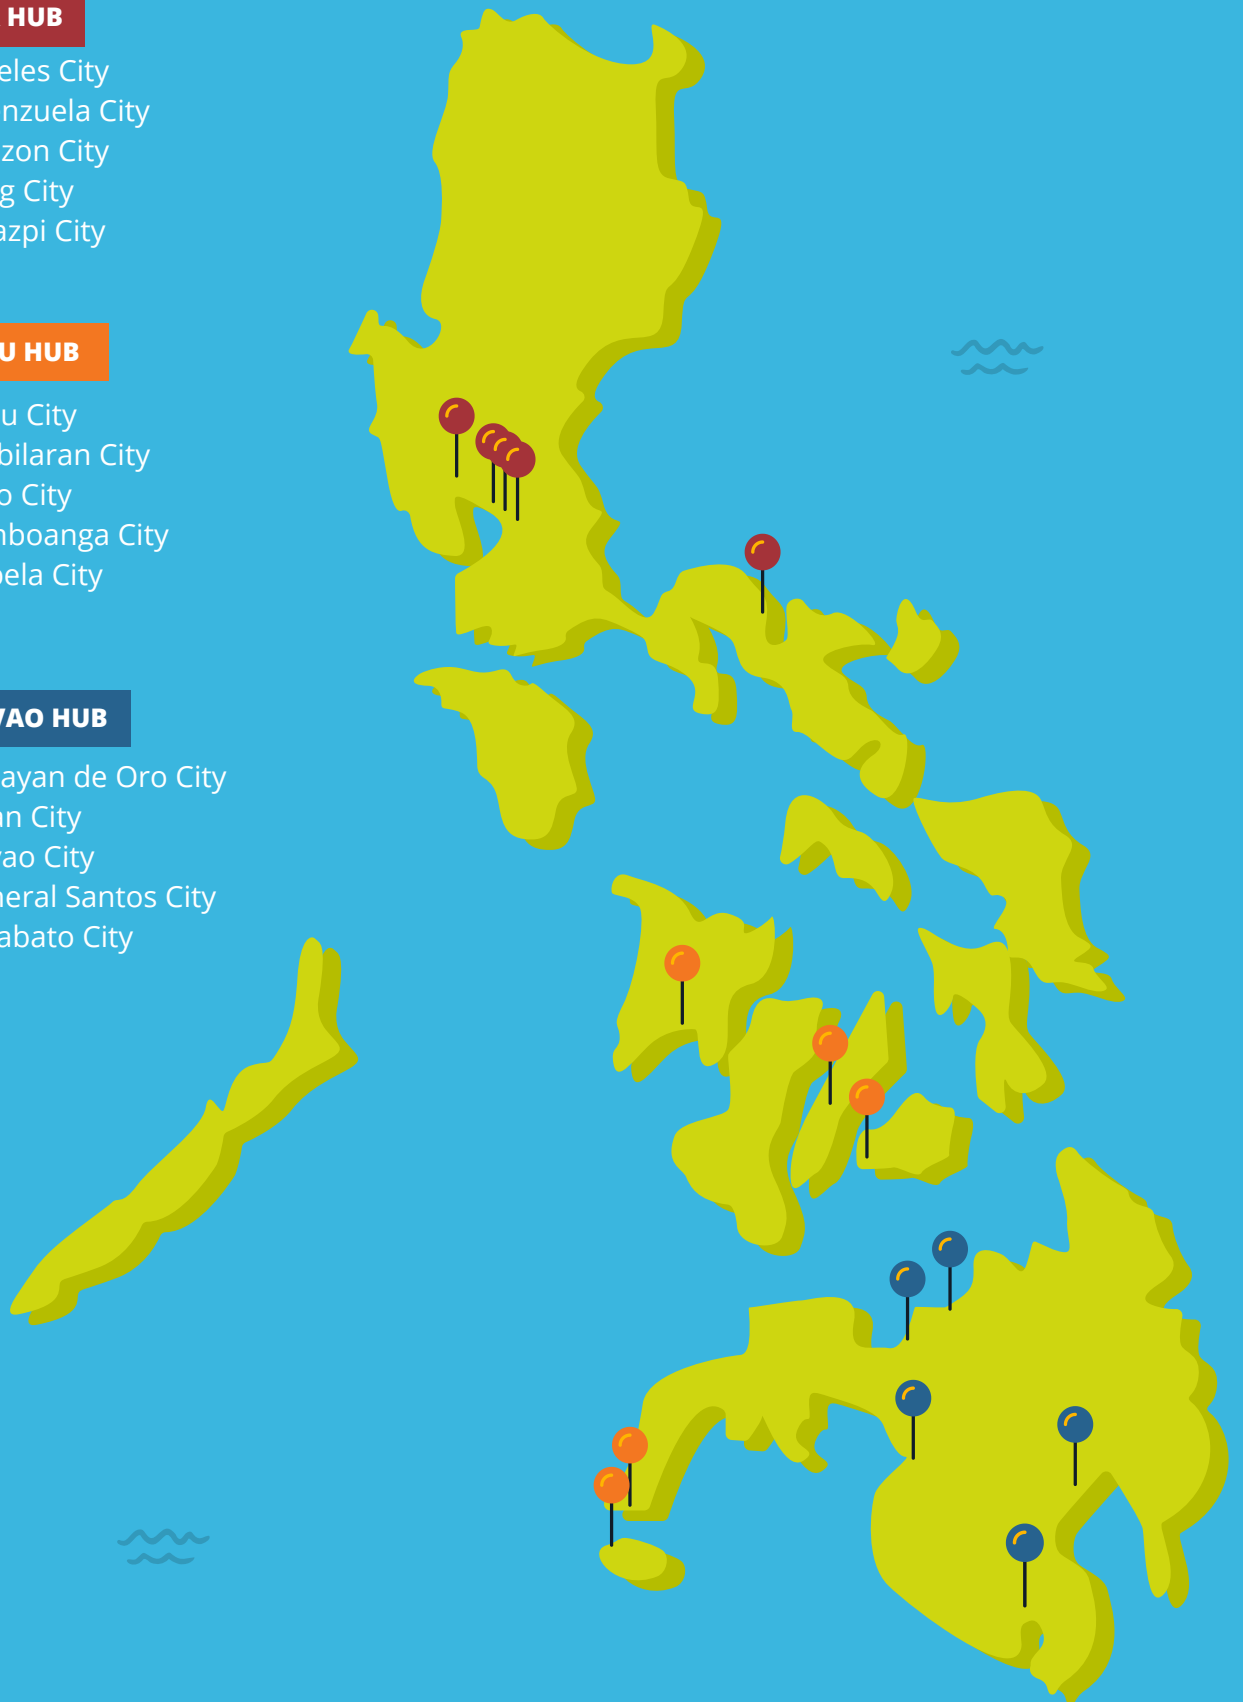 HUB
eles City
nzuela City
zon City
g City
azpi City
U HUB
u City
bilaran City
o City
nboanga City
bela City
VAO HUB
ayan de Oro City
an City
vao City
neral Santos City
abato City